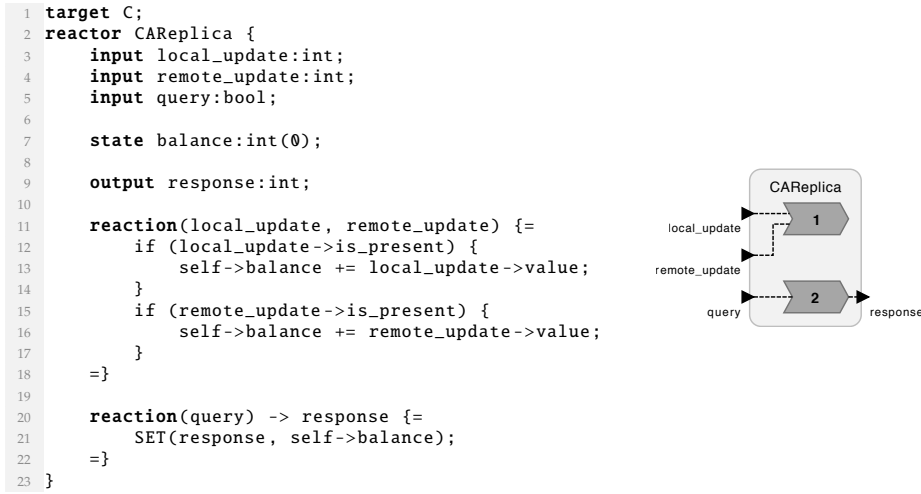 1 target C;
2 reactor CAReplica {
3     input local_update:int;
4     input remote_update:int;
5     input query:bool;
6
7     state balance:int(0);
8
9     output response:int;
10
11     reaction(local_update, remote_update) {=
12         if (local_update->is_present) {
13             self->balance += local_update->value;
14         }
15         if (remote_update->is_present) {
16             self->balance += remote_update->value;
17         }
18     =}
19
20     reaction(query) -> response {=
21         SET(response, self->balance);
22     =}
23 }
CAReplica
local_update
1
remote_update
query
2
response